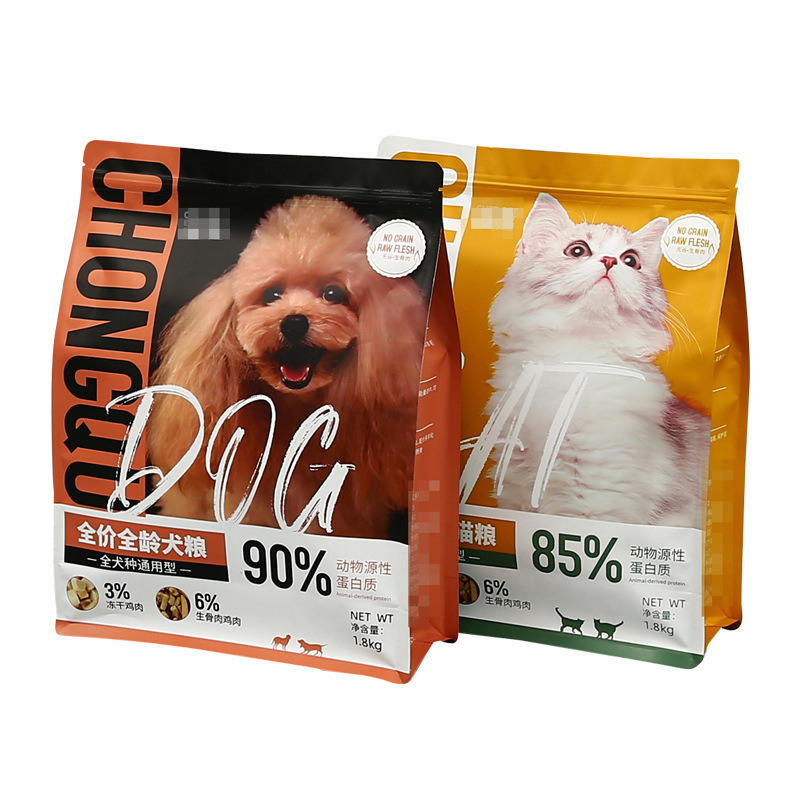 CHONGQU
NO GRAIN
RAW FLESH
无谷·生骨肉
DOG
全价全龄犬粮
全犬种通用型
90%
动物源性
蛋白质
Animal-derived protein
3%
冻干鸡肉
6%
生骨肉鸡肉
NET WT
净含量:
1.8kg
NO GRAIN
RAW FLESH
无谷·生骨肉
AT
猫粮
85%
动物源性
蛋白质
Animal-derived protein
6%
生骨肉鸡肉
NET WT
净含量:
1.8kg